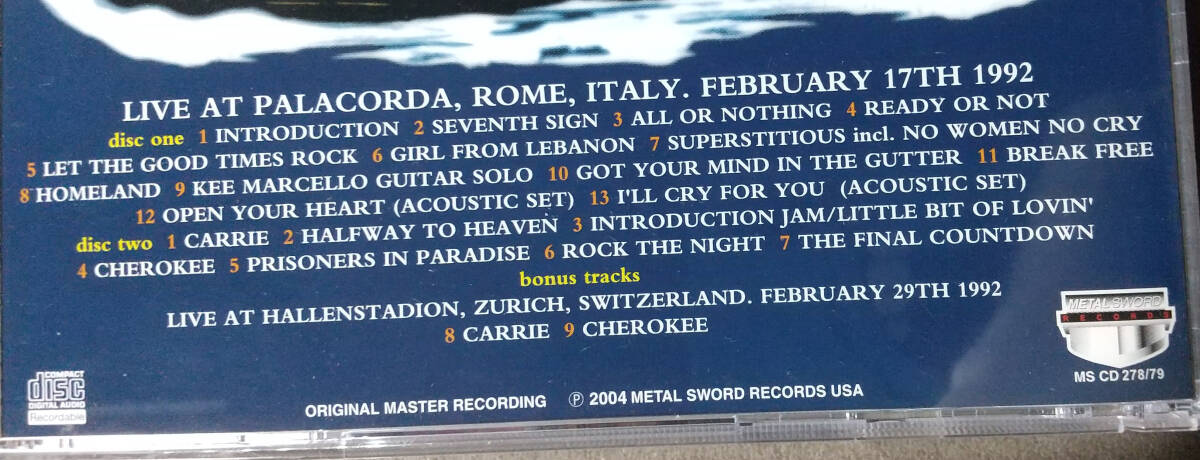 LIVE AT PALACORDA, ROME, ITALY. FEBRUARY 17TH 1992
disc one 1 INTRODUCTION 2 SEVENTH SIGN 3 ALL OR NOTHING 4 READY OR NOT
5 LET THE GOOD TIMES ROCK 6 GIRL FROM LEBANON 7 SUPERSTITIOUS incl. NO WOMEN NO CRY
8 HOMELAND 9 KEE MARCELLO GUITAR SOLO 10 GOT YOUR MIND IN THE GUTTER 11 BREAK FREE
12 OPEN YOUR HEART (ACOUSTIC SET) 13 I'LL CRY FOR YOU (ACOUSTIC SET)
disc two 1 CARRIE 2 HALFWAY TO HEAVEN 3 INTRODUCTION JAM/LITTLE BIT OF LOVIN'
4 CHEROKEE 5 PRISONERS IN PARADISE 6 ROCK THE NIGHT 7 THE FINAL COUNTDOWN
bonus tracks
LIVE AT HALLENSTADION, ZURICH, SWITZERLAND. FEBRUARY 29TH 1992
8 CARRIE 9 CHEROKEE
METAL SWORD
RECORDS
MS CD 278/79
COMPACT
disc
DIGITAL AUDIO
Recordable
ORIGINAL MASTER RECORDING Ⓟ 2004 METAL SWORD RECORDS USA